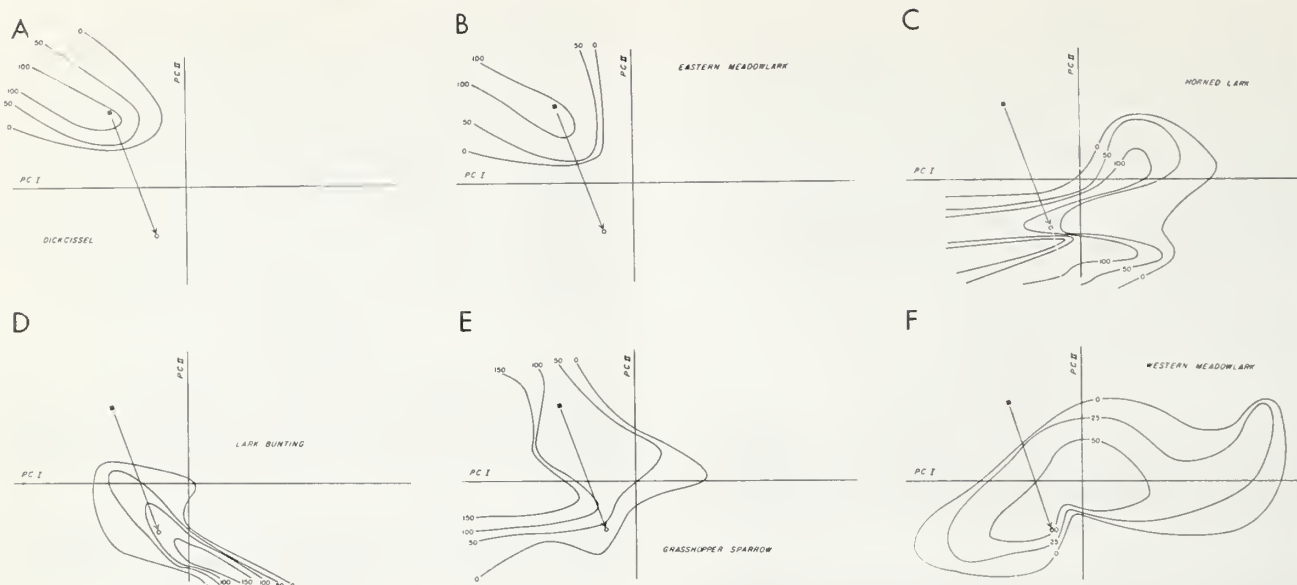 A
0
50
100
100
50
0
PC II
PC I
DICKCISSEL
B
50
0
100
100
50
0
PC II
EASTERN MEADOWLARK
PC I
C
PC II
HORNED LARK
0
50
100
PC I
100
50
0
D
PC II
LARK BUNTING
PC I
100
150
100
E
150
100
50
0
PC II
PC I
150
100
50
0
GRASSHOPPER SPARROW
F
PC II
WESTERN MEADOWLARK
0
25
50
PC I
25
0